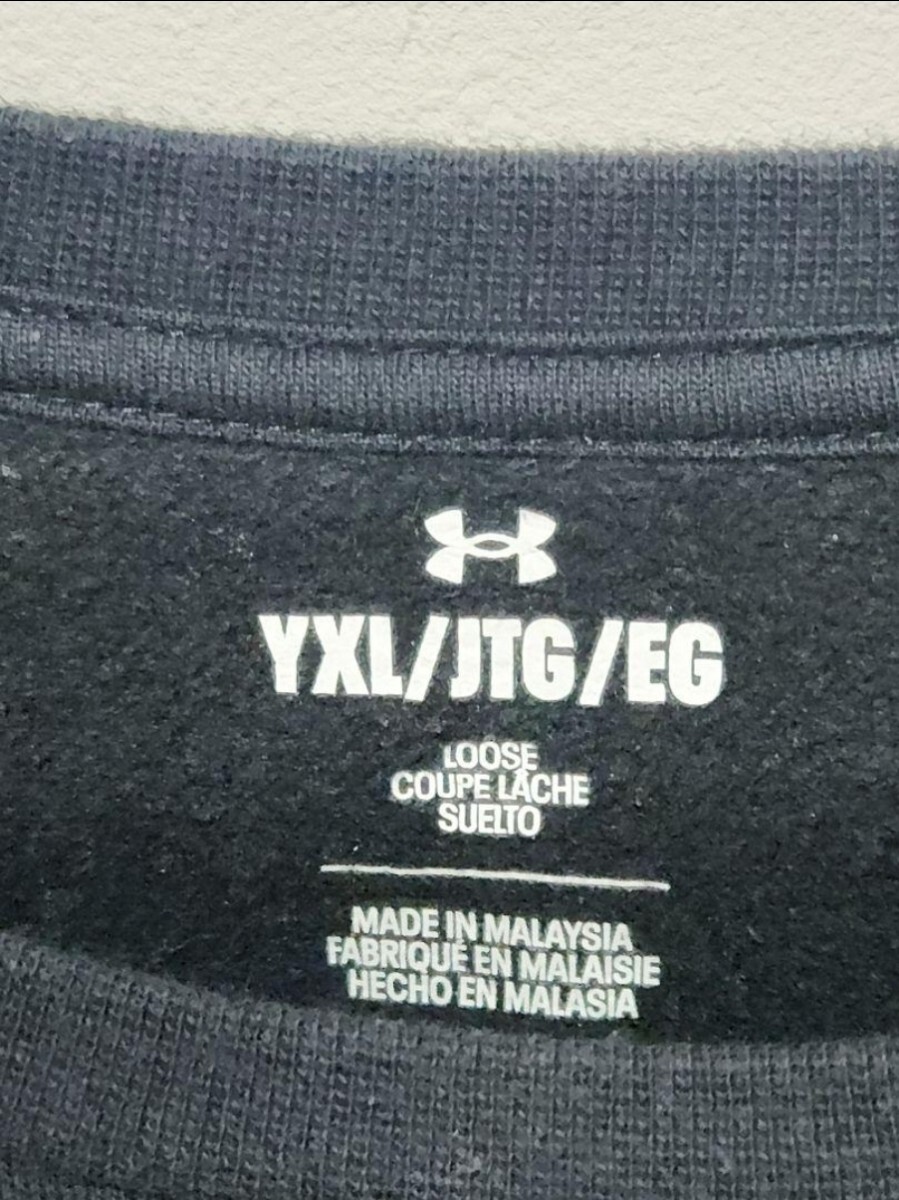 YXL/JTG/EG
LOOSE
COUPE LÂCHE
SUELTO
MADE IN MALAYSIA
FABRIQUÉ EN MALAISIE
HECHO EN MALASIA